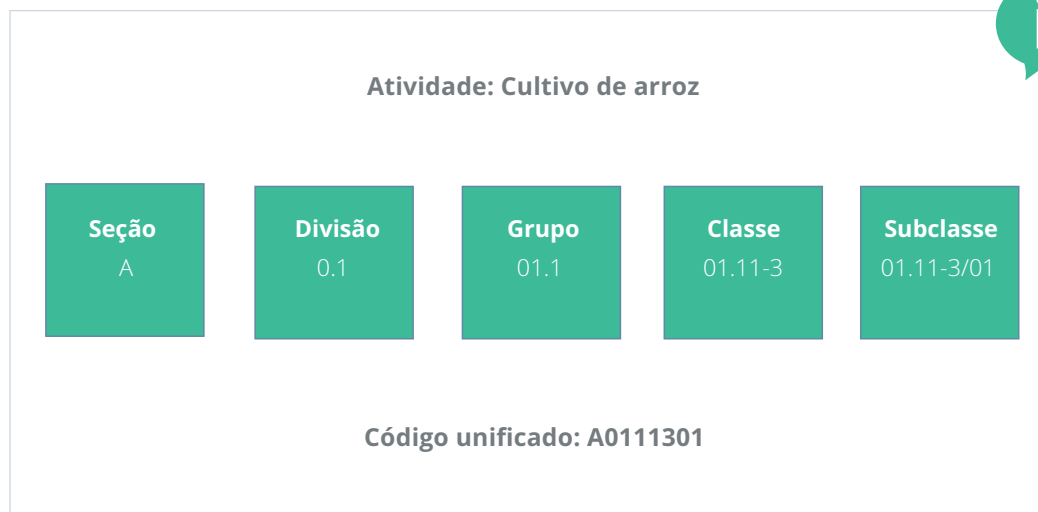 Atividade: Cultivo de arroz
Seção
A
Divisão
0.1
Grupo
01.1
Classe
01.11-3
Subclasse
01.11-3/01
Código unificado: A0111301